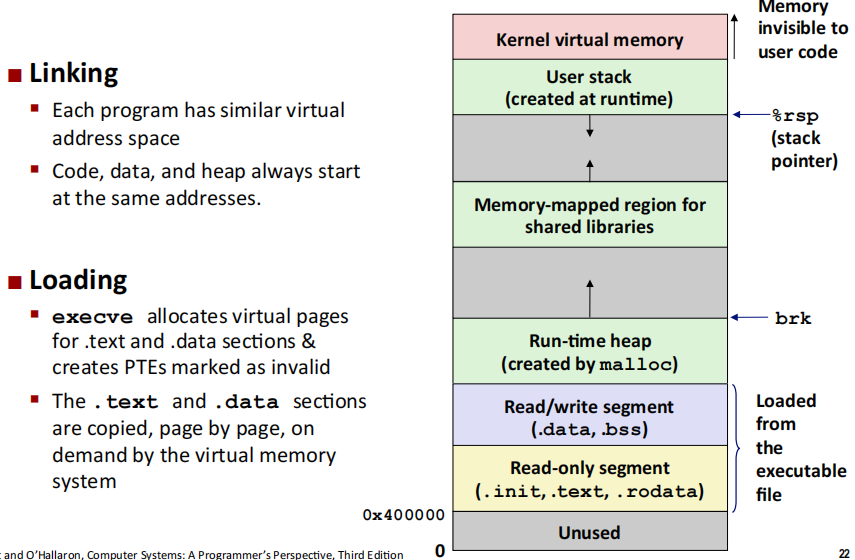 Linking
Each program has similar virtual
address space
Code, data, and heap always start
at the same addresses.
Loading
execve allocates virtual pages
for .text and .data sections &
creates PTEs marked as invalid
The .text and .data sections
are copied, page by page, on
demand by the virtual memory
system
Kernel virtual memory
User stack
(created at runtime)
Memory-mapped region for
shared libraries
Run-time heap
(created by malloc)
Read/write segment
(.data, .bss)
Read-only segment
(.init, .text, .rodata)
Unused
0x400000
0
Memory
invisible to
user code
%rsp
(stack
pointer)
brk
Loaded
from
the
executable
file
and O'Hallaron, Computer Systems: A Programmer's Perspective, Third Edition
22